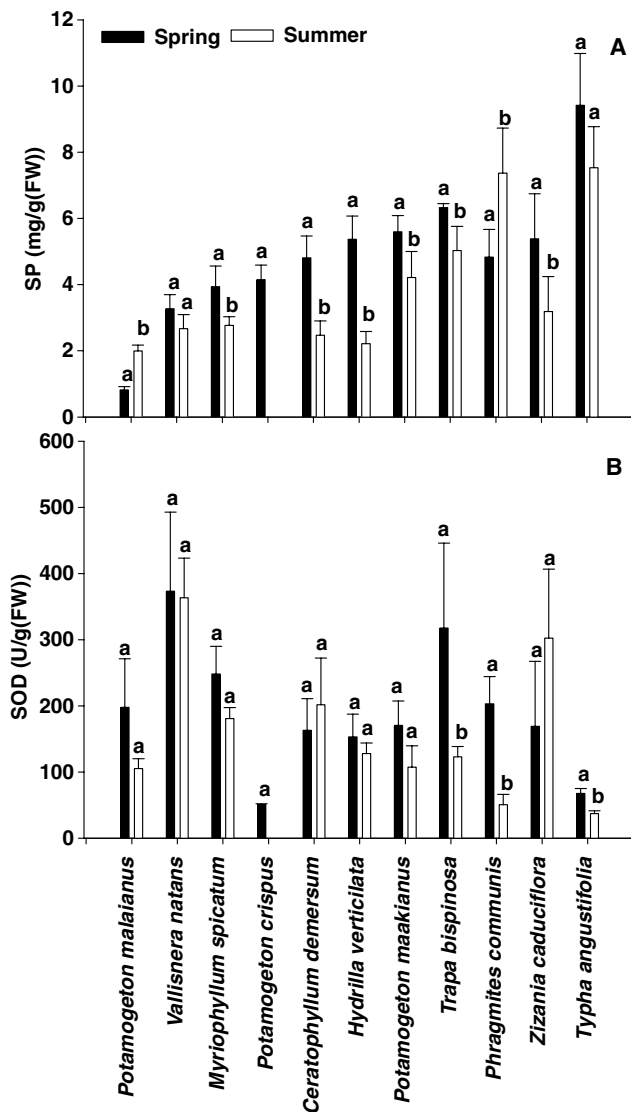 12
Spring
Summer
A
10
8
6
4
2
0
SP (mg/g(FW))
a
b
a
a
a
b
a
a
b
a
b
a
b
a
b
a
b
a
b
a
a
600
B
500
400
300
200
100
0
SOD (U/g(FW))
a
a
a
a
a
a
a
a
a
a
a
a
a
a
b
a
b
a
a
a
b
Potamogeton malaianus
Vallisnera natans
Myriophyllum spicatum
Potamogeton crispus
Ceratophyllum demersum
Hydrilla verticilata
Potamogeton maakianus
Trapa bispinosa
Phragmites communis
Zizania caduciflora
Typha angustifolia